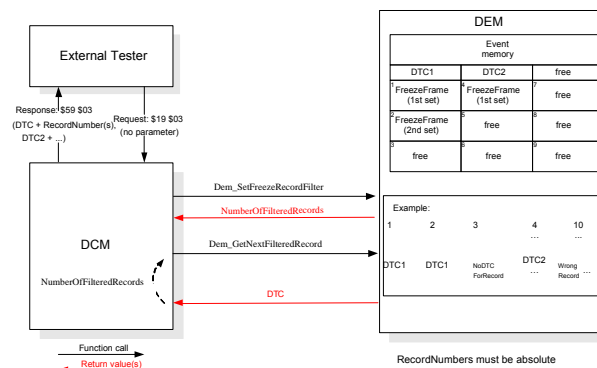 DEM
Event
memory
DTC1
DTC2
free
1
FreezeFrame
(1st set)
4
FreezeFrame
(1st set)
7
free
2
FreezeFrame
(2nd set)
5
free
8
free
3
free
6
free
9
free
External Tester
Response: $59 $03
(DTC + RecordNumber(s),
DTC2 + ...)
Request: $19 $03
(no parameter)
DCM
NumberOfFilteredRecords
Dem_SetFreezeRecordFilter
NumberOfFilteredRecords
Dem_GetNextFilteredRecord
DTC
Example:
1 2 3 4 10
... ...
DTC1 DTC1 NoDTC ForRecord DTC2 ... Wrong Record ...
Function call
Return value(s)
RecordNumbers must be absolute